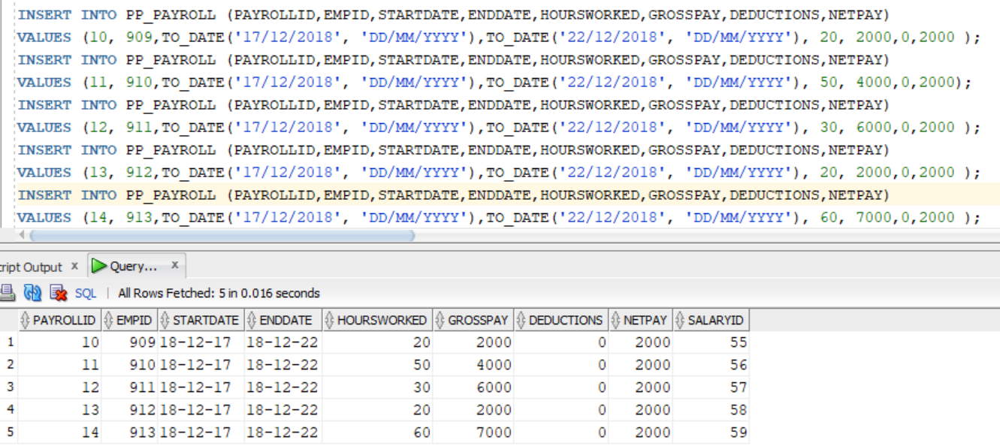 INSERT INTO PP_PAYROLL (PAYROLLID,EMPID,STARTDATE,ENDDATE,HOURSWORKED,GROSSPAY,DEDUCTIONS,NETPAY)
VALUES (10, 909,TO_DATE('17/12/2018', 'DD/MM/YYYY'),TO_DATE('22/12/2018', 'DD/MM/YYYY'), 20, 2000,0,2000 );
INSERT INTO PP_PAYROLL (PAYROLLID,EMPID,STARTDATE,ENDDATE,HOURSWORKED,GROSSPAY,DEDUCTIONS,NETPAY)
VALUES (11, 910,TO_DATE('17/12/2018', 'DD/MM/YYYY'),TO_DATE('22/12/2018', 'DD/MM/YYYY'), 50, 4000,0,2000);
INSERT INTO PP_PAYROLL (PAYROLLID,EMPID,STARTDATE,ENDDATE,HOURSWORKED,GROSSPAY,DEDUCTIONS,NETPAY)
VALUES (12, 911,TO_DATE('17/12/2018', 'DD/MM/YYYY'),TO_DATE('22/12/2018', 'DD/MM/YYYY'), 30, 6000,0,2000 );
INSERT INTO PP_PAYROLL (PAYROLLID,EMPID,STARTDATE,ENDDATE,HOURSWORKED,GROSSPAY,DEDUCTIONS,NETPAY)
VALUES (13, 912,TO_DATE('17/12/2018', 'DD/MM/YYYY'),TO_DATE('22/12/2018', 'DD/MM/YYYY'), 20, 2000,0,2000 );
INSERT INTO PP_PAYROLL (PAYROLLID,EMPID,STARTDATE,ENDDATE,HOURSWORKED,GROSSPAY,DEDUCTIONS,NETPAY)
VALUES (14, 913,TO_DATE('17/12/2018', 'DD/MM/YYYY'),TO_DATE('22/12/2018', 'DD/MM/YYYY'), 60, 7000,0,2000 );
cript Output x Query... x
SQL | All Rows Fetched: 5 in 0.016 seconds
PAYROLLID EMPID STARTDATE ENDDATE HOURSWORKED GROSSPAY DEDUCTIONS NETPAY SALARYID
1 10 909 18-12-17 18-12-22 20 2000 0 2000 55
2 11 910 18-12-17 18-12-22 50 4000 0 2000 56
3 12 911 18-12-17 18-12-22 30 6000 0 2000 57
4 13 912 18-12-17 18-12-22 20 2000 0 2000 58
5 14 913 18-12-17 18-12-22 60 7000 0 2000 59